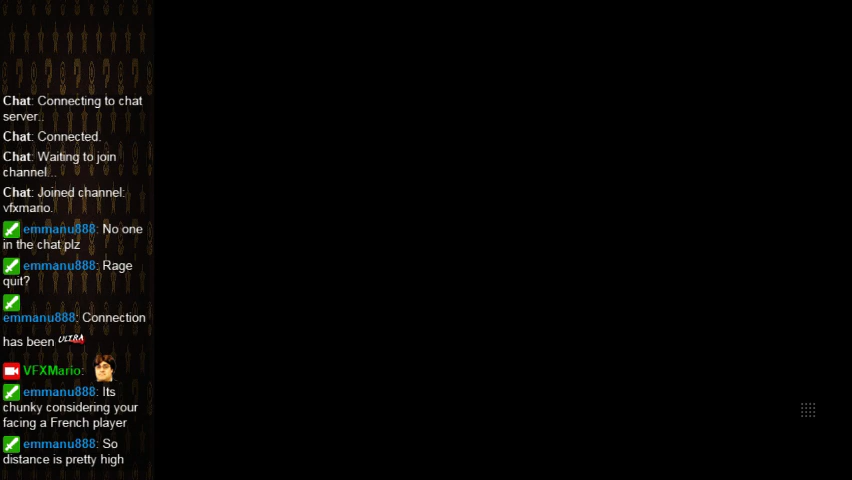 Chat: Connecting to chat
server..
Chat: Connected.
Chat: Waiting to join
channel...
Chat: Joined channel:
vfxmario.
emmanu888: No one
in the chat plz
emmanu888: Rage
quit?
emmanu888: Connection
has been ULTRA
VFXMario:
emmanu888: Its
chunky considering your
facing a French player
emmanu888: So
distance is pretty high